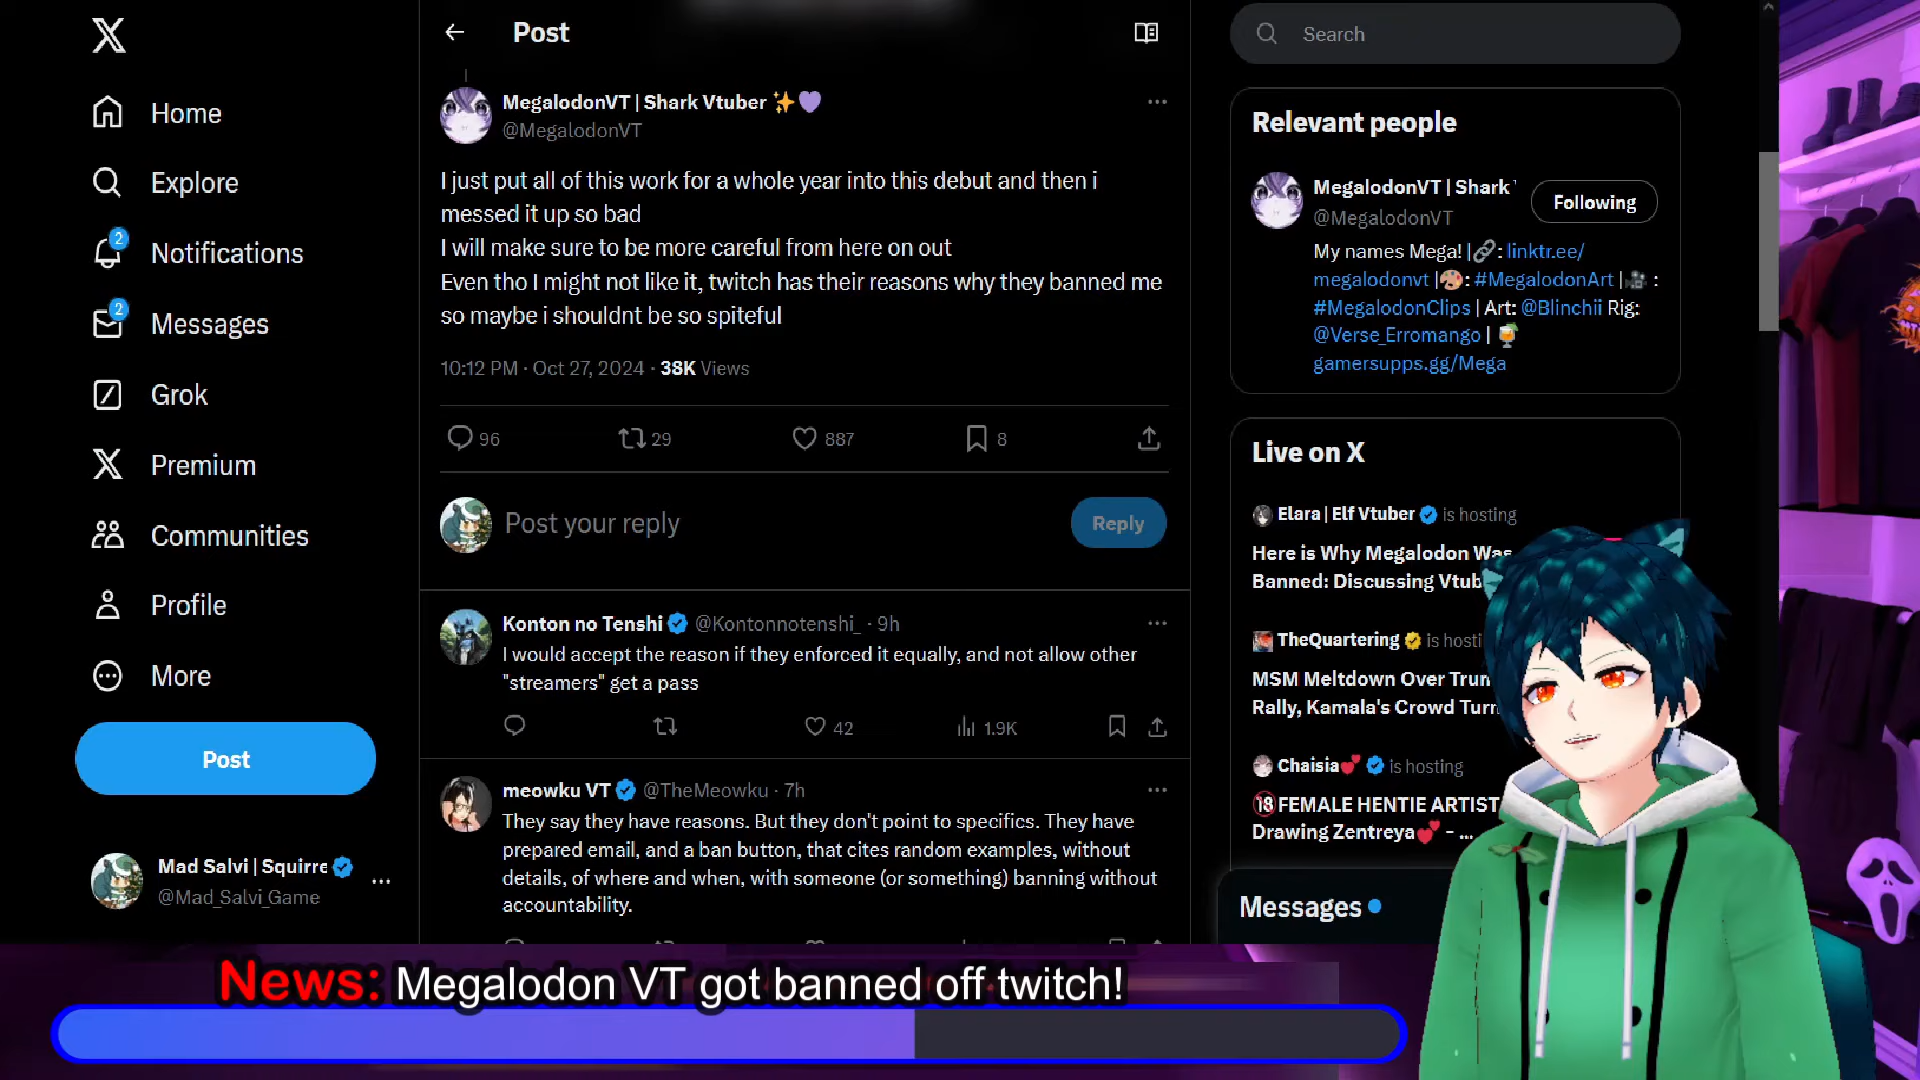 Home
Explore
2
Notifications
2
Messages
Grok
Premium
Communities
Profile
More
Post
Mad Salvi | Squirre
@Mad_Salvi_Game
Post
MegalodonVT | Shark Vtuber ✨💜
@MegalodonVT
I just put all of this work for a whole year into this debut and then i
messed it up so bad
I will make sure to be more careful from here on out
Even tho I might not like it, twitch has their reasons why they banned me
so maybe i shouldnt be so spiteful
10:12 PM · Oct 27, 2024 · 38K Views
96 29 887 8
Post your reply
Reply
Konton no Tenshi @Kontonnotenshi_ · 9h
I would accept the reason if they enforced it equally, and not allow other
"streamers" get a pass
42 1.9K
meowku VT @TheMeowku · 7h
They say they have reasons. But they don't point to specifics. They have
prepared email, and a ban button, that cites random examples, without
details, of where and when, with someone (or something) banning without
accountability.
Search
Relevant people
MegalodonVT | Shark
Following
@MegalodonVT
My names Mega! |🔗: linktr.ee/
megalodonvt |🎨: #MegalodonArt |🎥:
#MegalodonClips | Art: @Blinchii Rig:
@Verse_Erromango | 🍹
gamersupps.gg/Mega
Live on X
Elara | Elf Vtuber is hosting
Here is Why Megalodon Was
Banned: Discussing Vtub
TheQuartering is hosti
MSM Meltdown Over Trun
Rally, Kamala's Crowd Turn
Chaisia💕 is hosting
🔞FEMALE HENTIE ARTIST
Drawing Zentreya💕 - ...
Messages
News: Megalodon VT got banned off twitch!